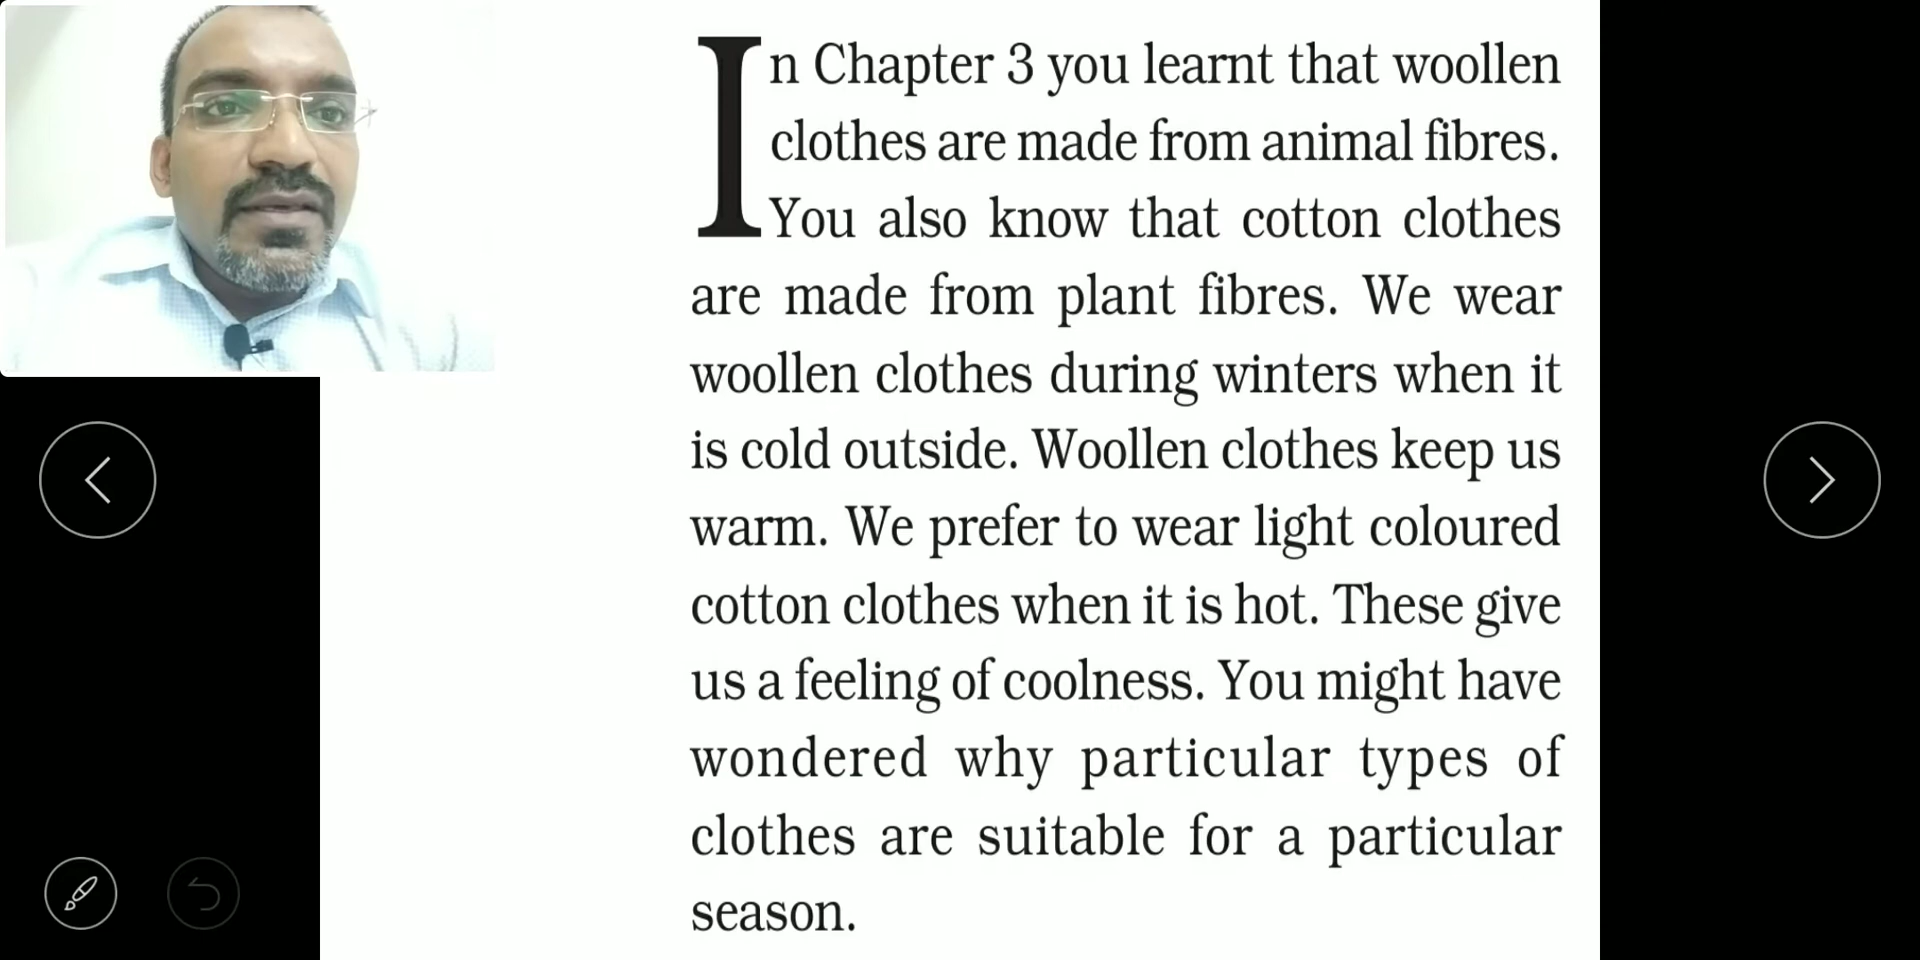 In Chapter 3 you learnt that woollen
clothes are made from animal fibres.
You also know that cotton clothes
are made from plant fibres. We wear
woollen clothes during winters when it
is cold outside. Woollen clothes keep us
warm. We prefer to wear light coloured
cotton clothes when it is hot. These give
us a feeling of coolness. You might have
wondered why particular types of
clothes are suitable for a particular
season.